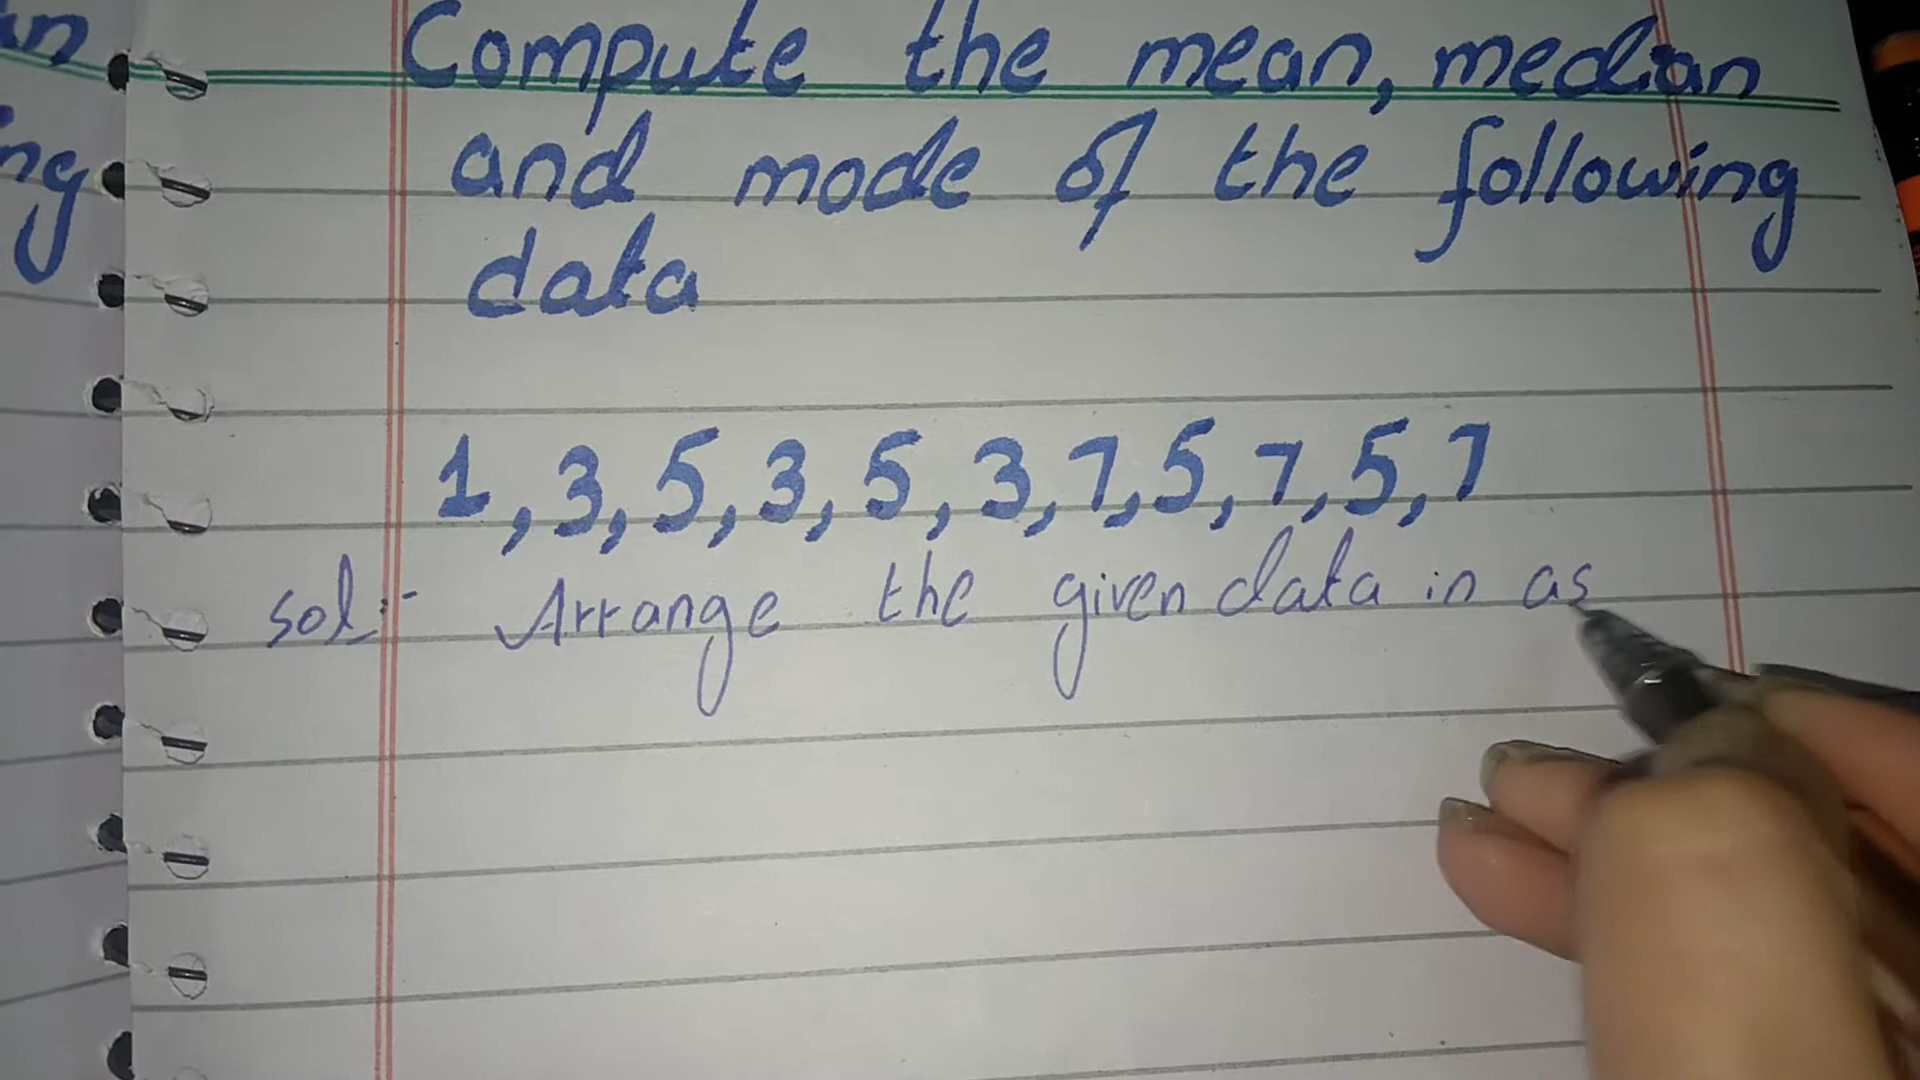 Compute the mean, median
and mode of the following
data
1, 3, 5, 3, 5, 3, 7, 5, 7, 5, 7
sol:- Arrange the given data in as